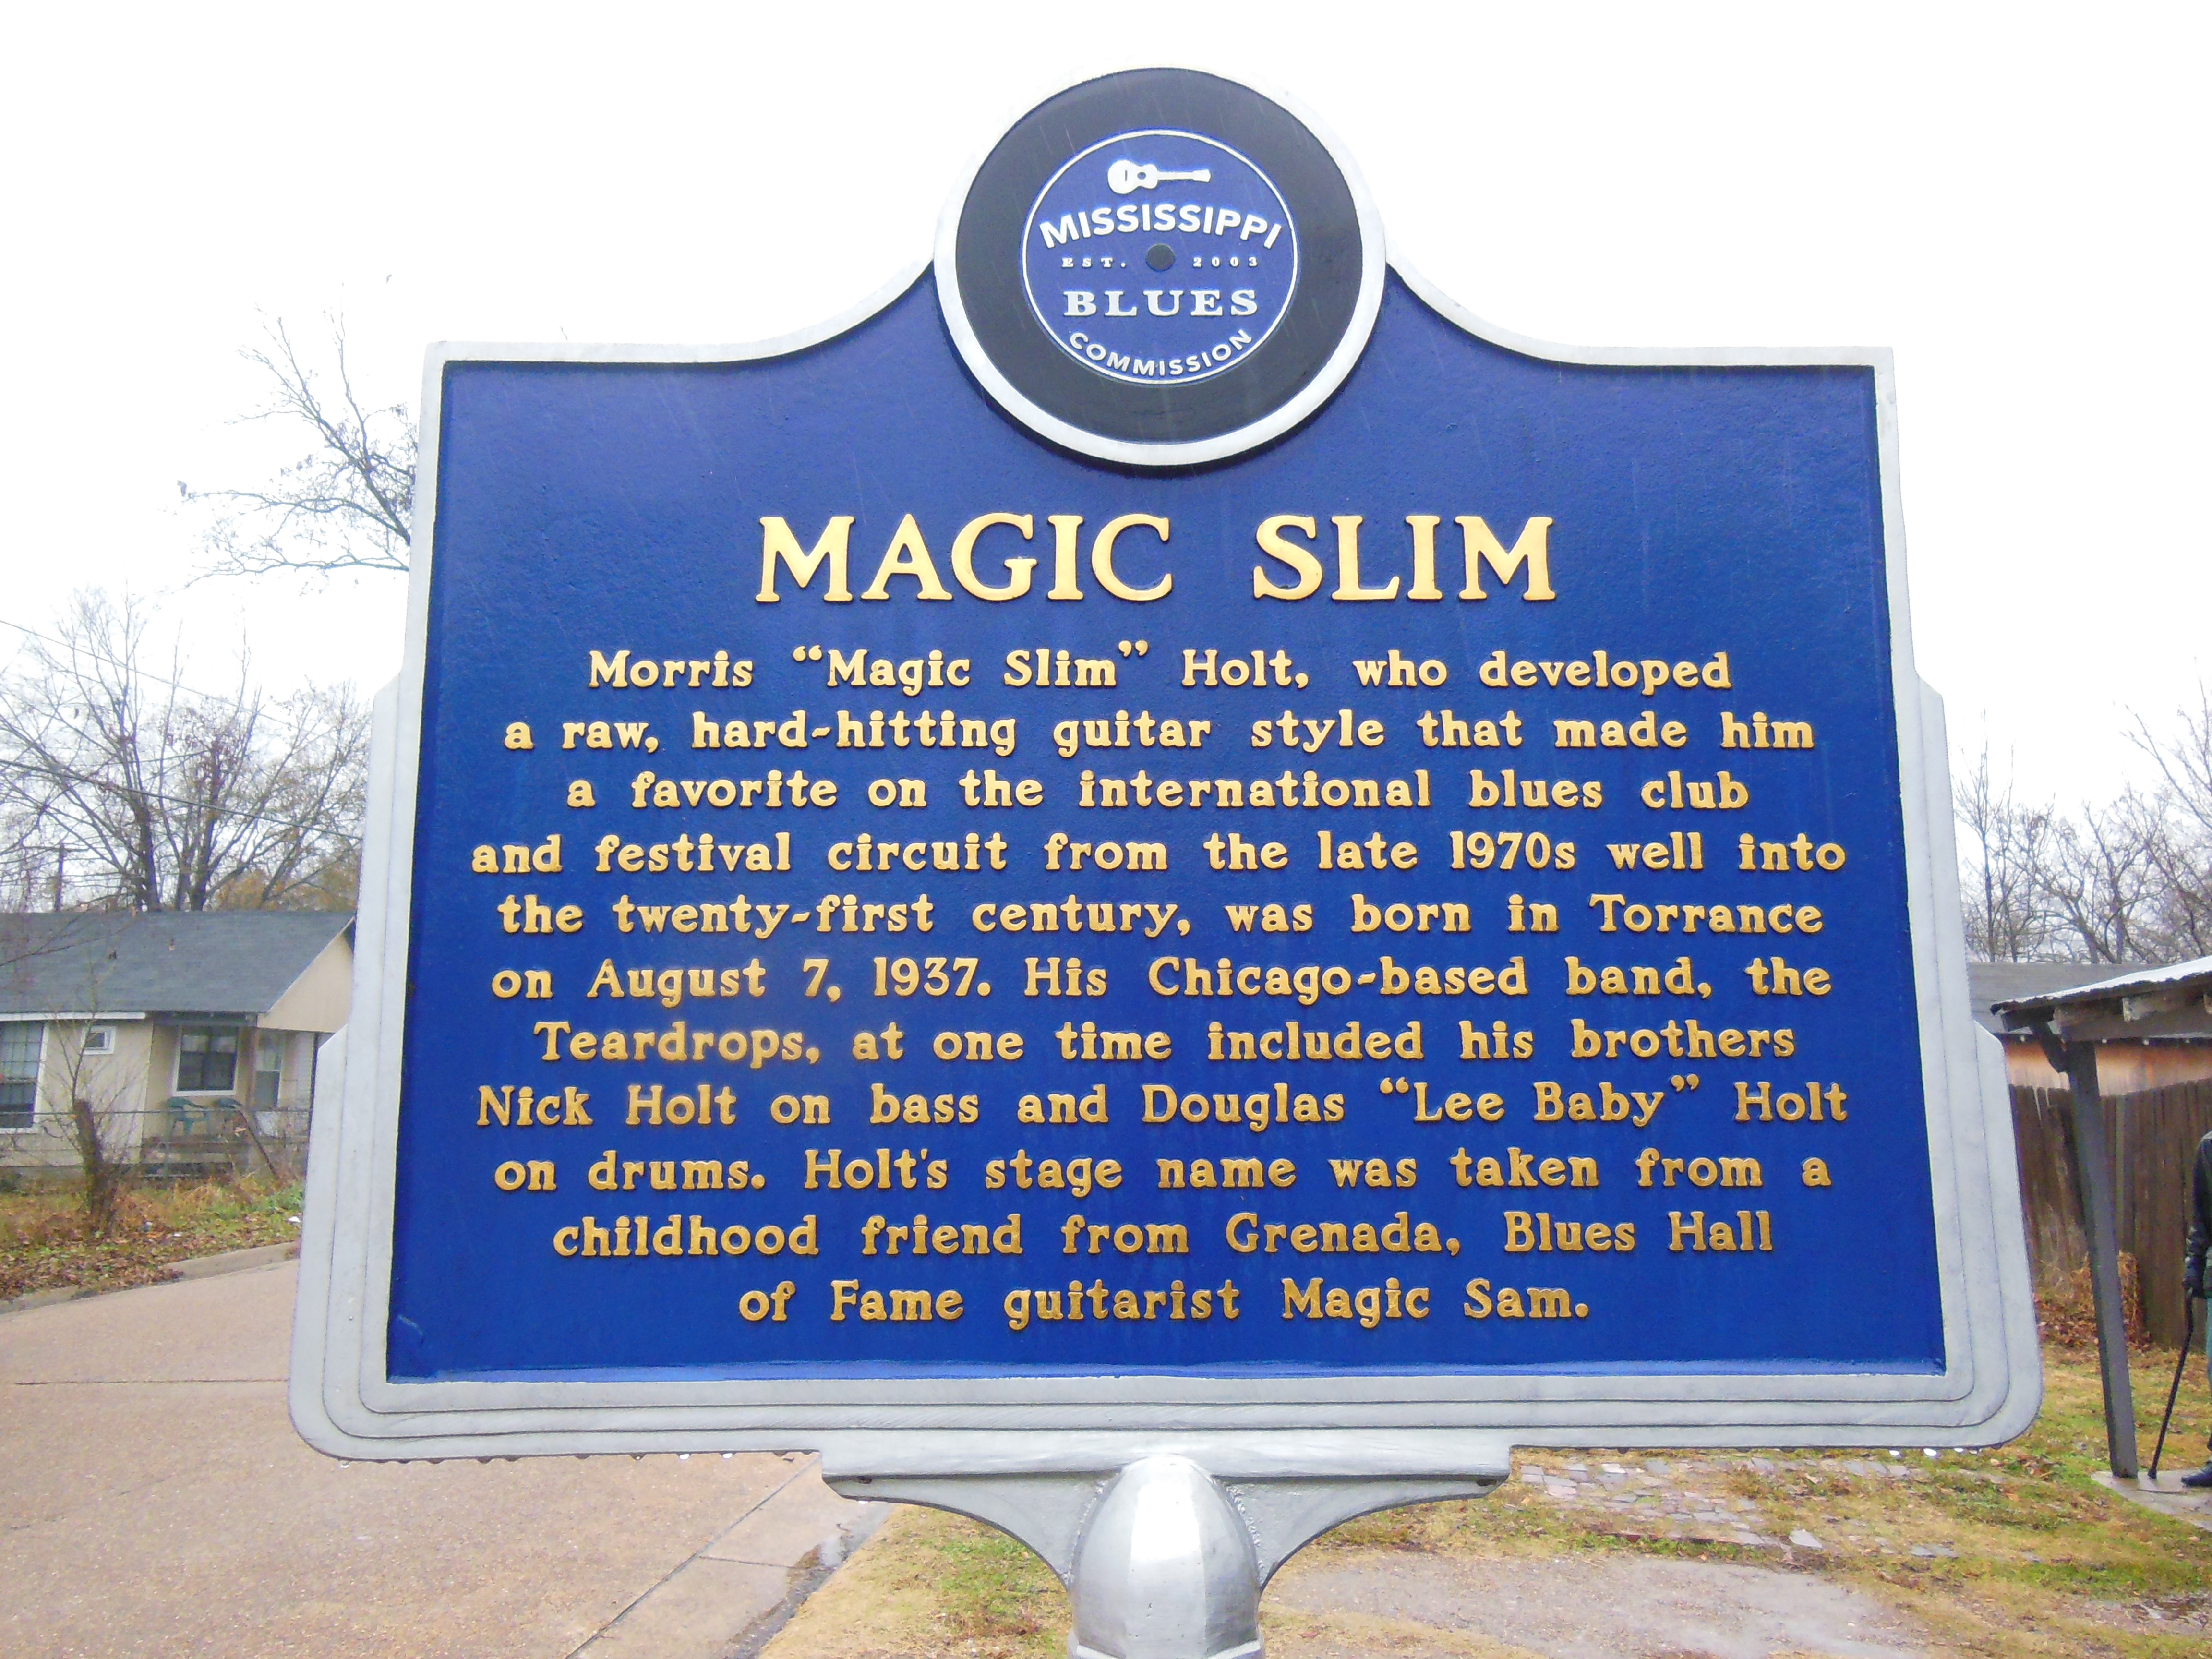 MISSISSIPPI
EST. 2003
BLUES
COMMISSION
MAGIC SLIM
Morris “Magic Slim” Holt, who developed
a raw, hard-hitting guitar style that made him
a favorite on the international blues club
and festival circuit from the late 1970s well into
the twenty-first century, was born in Torrance
on August 7, 1937. His Chicago-based band, the
Teardrops, at one time included his brothers
Nick Holt on bass and Douglas “Lee Baby” Holt
on drums. Holt's stage name was taken from a
childhood friend from Grenada, Blues Hall
of Fame guitarist Magic Sam.